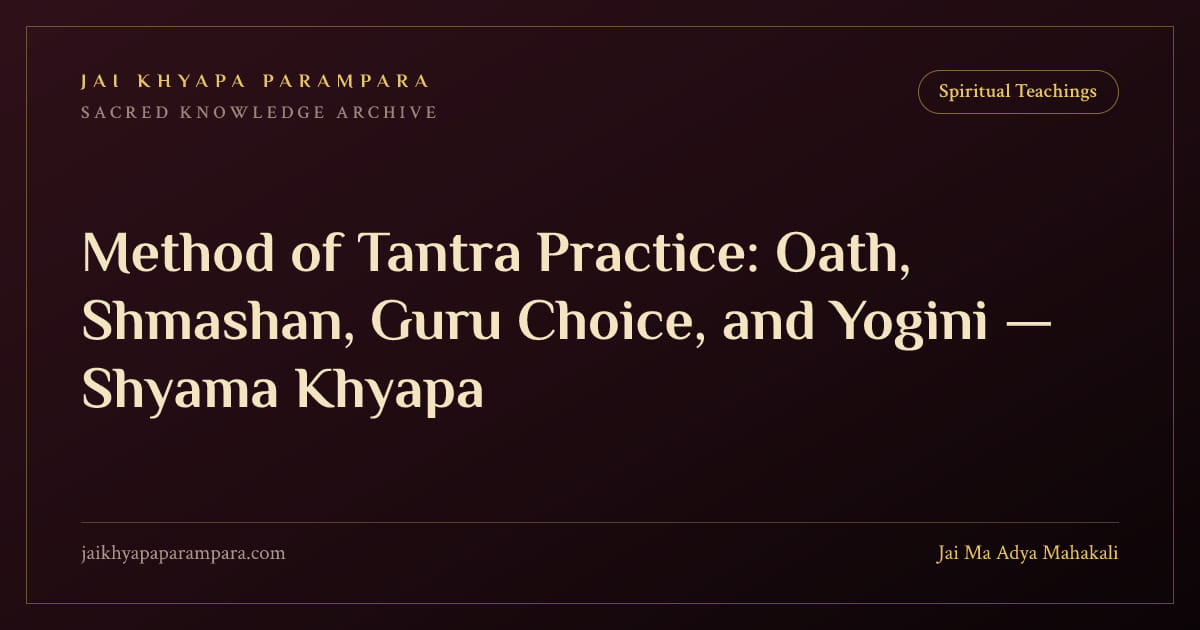 JAI KHYAPA PARAMPARA
SACRED KNOWLEDGE ARCHIVE
Spiritual Teachings
Method of Tantra Practice: Oath,
Shmashan, Guru Choice, and Yogini —
Shyama Khyapa
jaikhyapaparampara.com
Jai Ma Adya Mahakali